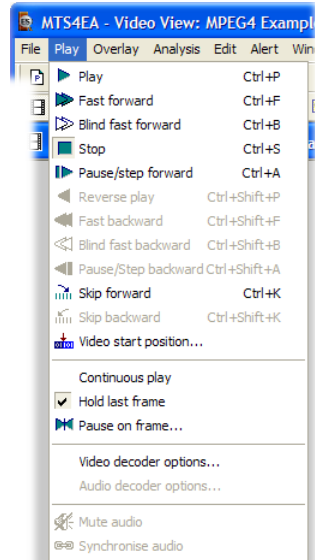 MTS4EA - Video View: MPEG4 Exampl
File Play Overlay Analysis Edit Alert Win
Play Ctrl+P
Fast forward Ctrl+F
Blind fast forward Ctrl+B
Stop Ctrl+S
Pause/step forward Ctrl+A
Reverse play Ctrl+Shift+P
Fast backward Ctrl+Shift+F
Blind fast backward Ctrl+Shift+B
Pause/Step backward Ctrl+Shift+A
Skip forward Ctrl+K
Skip backward Ctrl+Shift+K
Video start position...
Continuous play
Hold last frame
Pause on frame...
Video decoder options...
Audio decoder options...
Mute audio
Synchronise audio